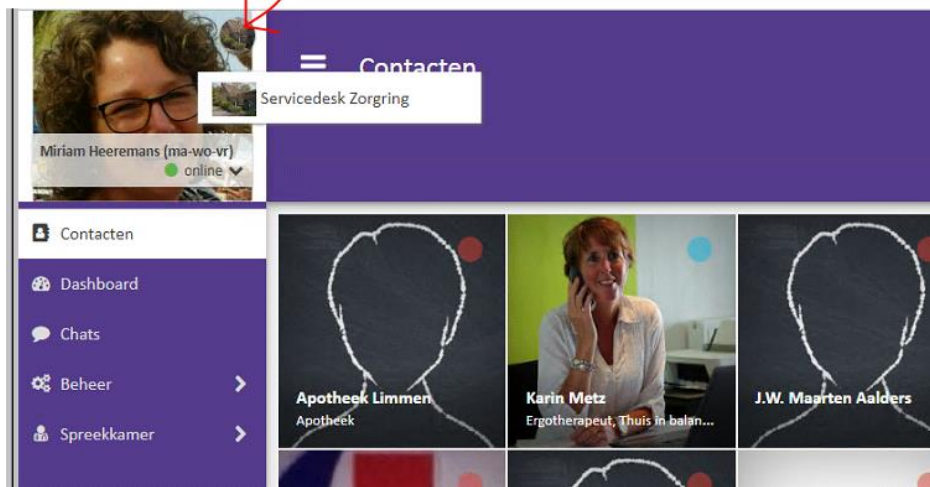 Contacten
Servicedesk Zorgring
Miriam Heeremans (ma-wo-vr)
online
Contacten
Dashboard
Chats
Beheer
Spreekkamer
Apotheek Limmen
Apotheek
Karin Metz
Ergotherapeut, Thuis in balan...
J.W. Maarten Aalders